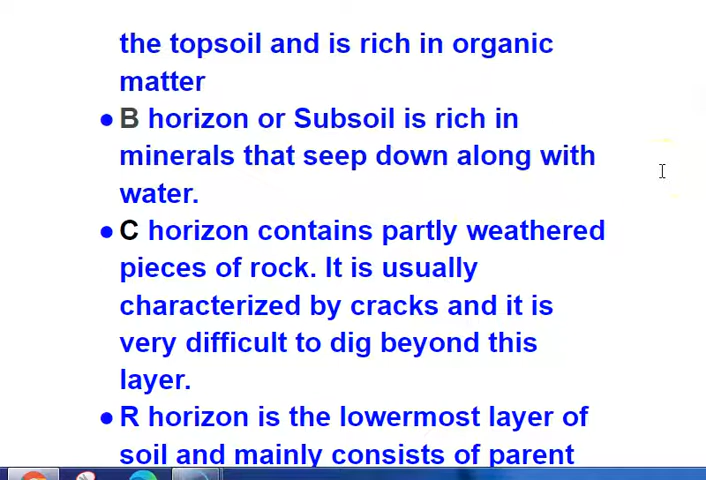 the topsoil and is rich in organic
matter
● B horizon or Subsoil is rich in
minerals that seep down along with
water.
● C horizon contains partly weathered
pieces of rock. It is usually
characterized by cracks and it is
very difficult to dig beyond this
layer.
● R horizon is the lowermost layer of
soil and mainly consists of parent